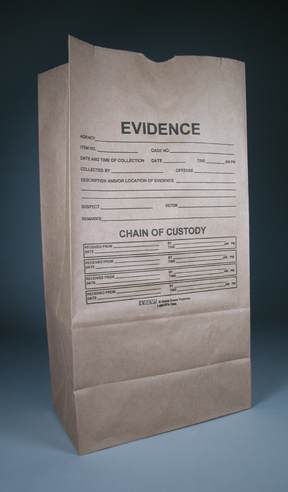 EVIDENCE
AGENCY
ITEM NO. CASE NO.
DATE AND TIME OF COLLECTION DATE TIME AM PM
COLLECTED BY OFFENSE
DESCRIPTION AND/OR LOCATION OF EVIDENCE
SUSPECT VICTIM
REMARKS
CHAIN OF CUSTODY
RECEIVED FROM BY
DATE TIME AM PM
RECEIVED FROM BY
DATE TIME AM PM
RECEIVED FROM BY
DATE TIME AM PM
RECEIVED FROM BY
DATE TIME AM PM